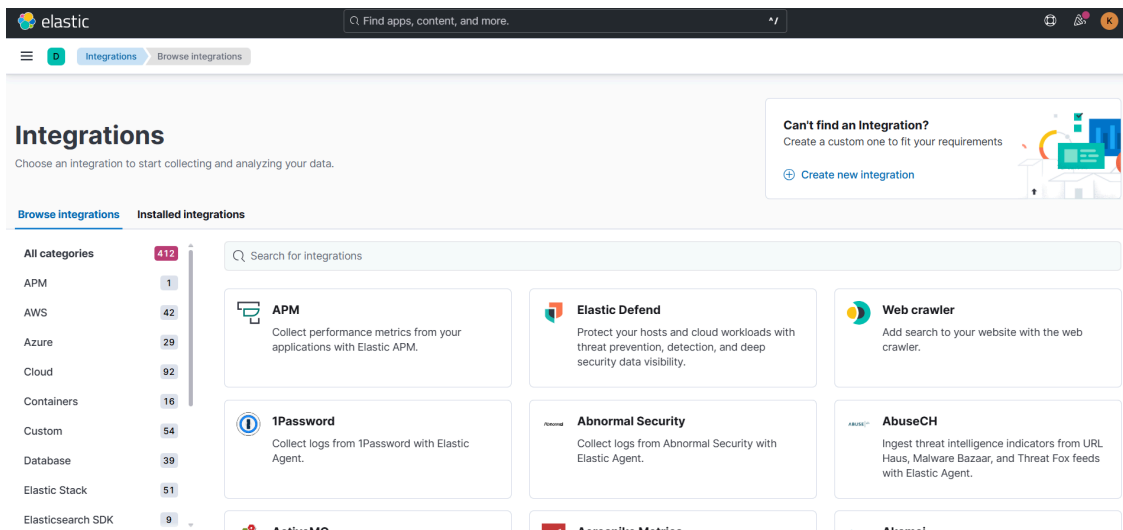 elastic
Find apps, content, and more.
^/
K
D
Integrations
Browse integrations
Integrations
Choose an integration to start collecting and analyzing your data.
Can't find an Integration?
Create a custom one to fit your requirements
Create new integration
Browse integrations
Installed integrations
All categories 412
APM 1
AWS 42
Azure 29
Cloud 92
Containers 16
Custom 54
Database 39
Elastic Stack 51
Elasticsearch SDK 9
Search for integrations
APM
Collect performance metrics from your
applications with Elastic APM.
Elastic Defend
Protect your hosts and cloud workloads with
threat prevention, detection, and deep
security data visibility.
Web crawler
Add search to your website with the web
crawler.
1Password
Collect logs from 1Password with Elastic
Agent.
Abnormal
Abnormal Security
Collect logs from Abnormal Security with
Elastic Agent.
ABUSE
AbuseCH
Ingest threat intelligence indicators from URL
Haus, Malware Bazaar, and Threat Fox feeds
with Elastic Agent.
ActiveMQ
Aerospike Metrics
Akamai